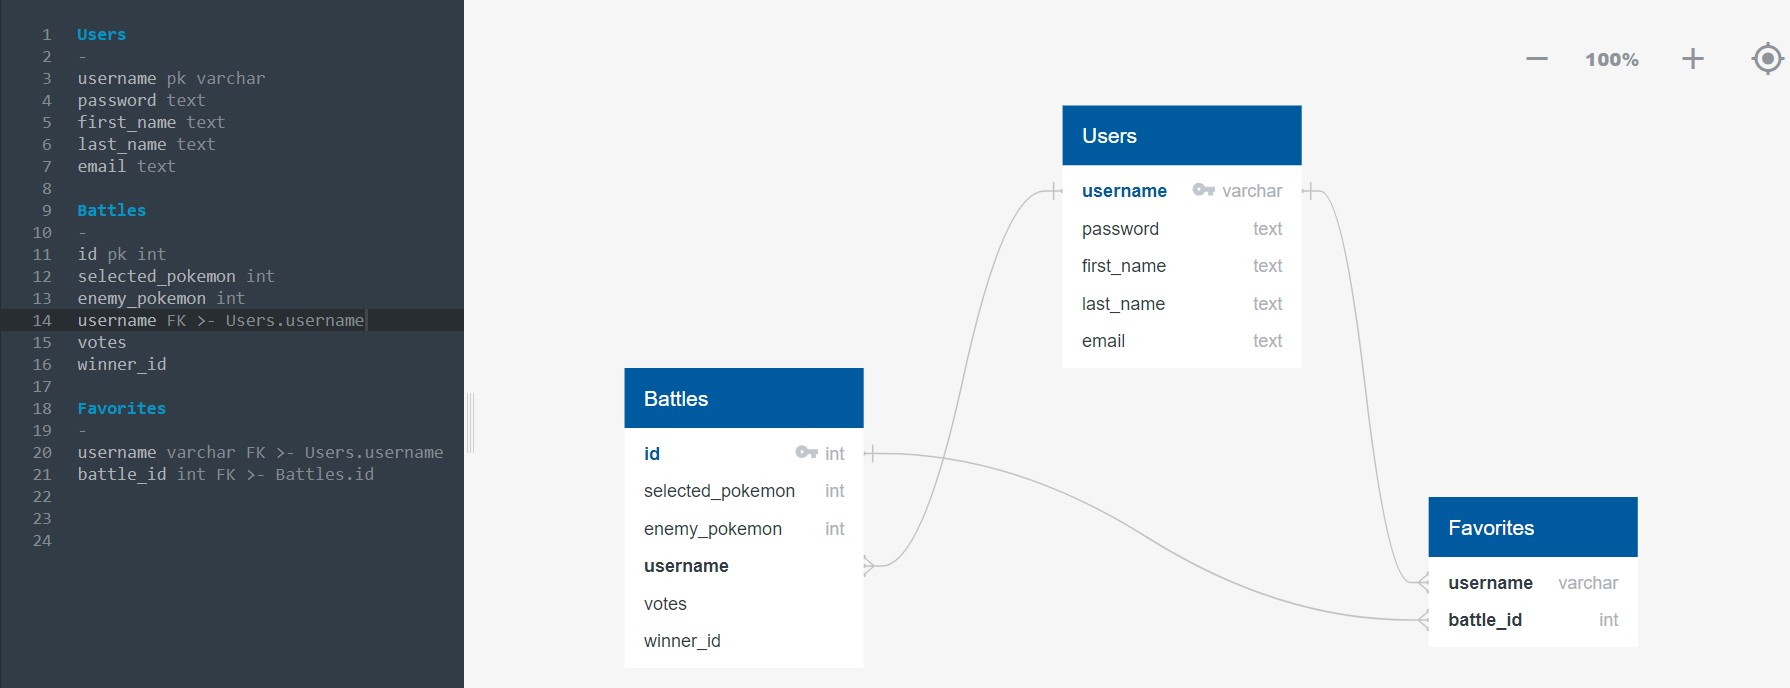 1 Users
2 -
3 username pk varchar
4 password text
5 first_name text
6 last_name text
7 email text
8
9 Battles
10 -
11 id pk int
12 selected_pokemon int
13 enemy_pokemon int
14 username FK >- Users.username
15 votes
16 winner_id
17
18 Favorites
19 -
20 username varchar FK >- Users.username
21 battle_id int FK >- Battles.id
22
23
24
100%
Users
username varchar
password text
first_name text
last_name text
email text
Battles
id int
selected_pokemon int
enemy_pokemon int
username
votes
winner_id
Favorites
username varchar
battle_id int